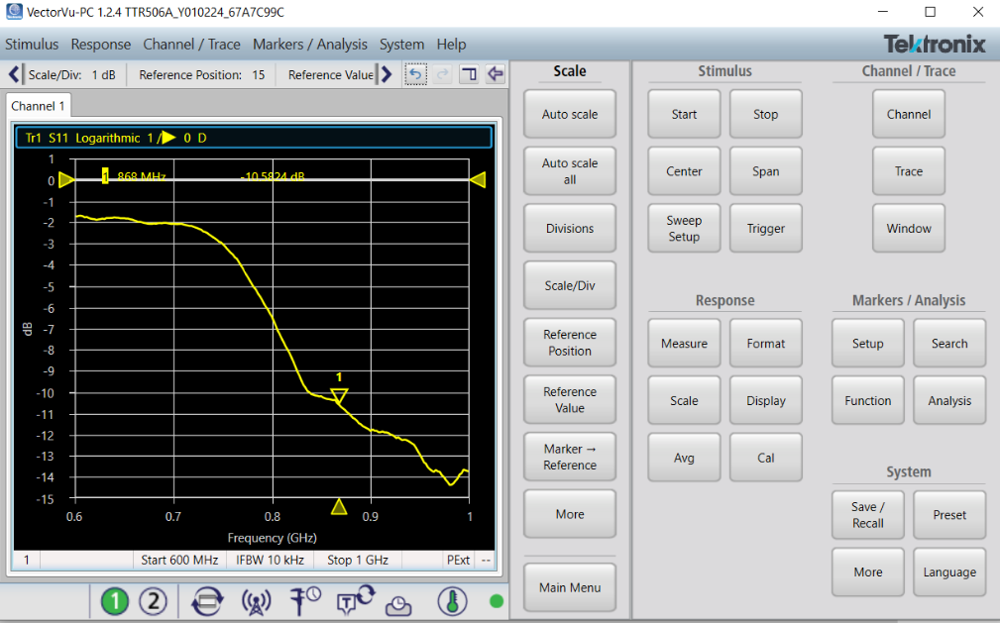 VectorVu-PC 1.2.4 TTR506A_Y010224_67A7C99C
Stimulus Response Channel / Trace Markers / Analysis System Help
Tektronix
Scale/Div: 1 dB Reference Position: 15 Reference Value
Channel 1
Tr1 S11 Logarithmic 1 / 0 D
1 868 MHz -10.5824 dB
1
0
-1
-2
-3
-4
-5
-6
-7
-8
-9
-10
-11
-12
-13
-14
-15
dB
1
0.6 0.7 0.8 0.9 1
Frequency (GHz)
1 Start 600 MHz IFBW 10 kHz Stop 1 GHz PExt --
1 2
T
Scale
Auto scale
Auto scale
all
Divisions
Scale/Div
Reference
Position
Reference
Value
Marker →
Reference
More
Main Menu
Stimulus
Start Stop
Center Span
Sweep
Setup
Trigger
Channel / Trace
Channel
Trace
Window
Response
Measure Format
Scale Display
Avg Cal
Markers / Analysis
Setup Search
Function Analysis
System
Save /
Recall
Preset
More Language